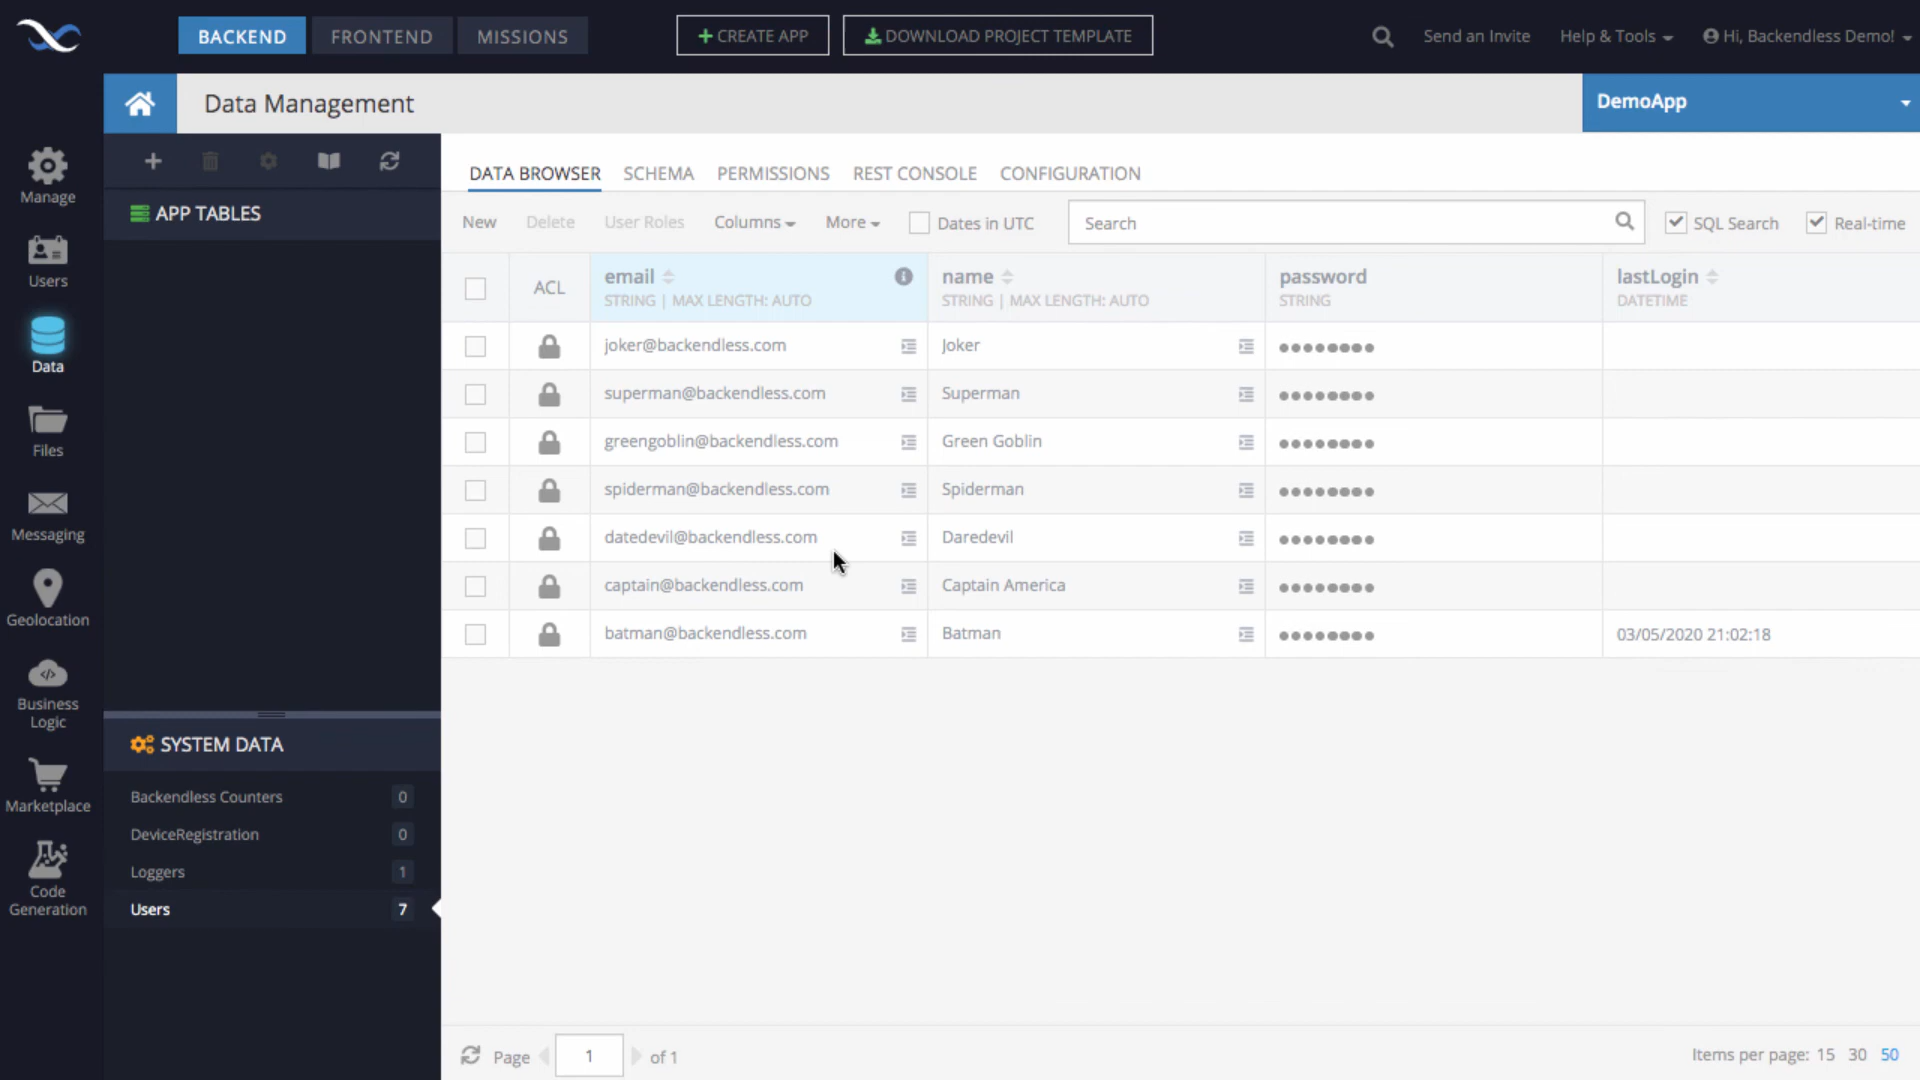 BACKEND FRONTEND MISSIONS CREATE APP DOWNLOAD PROJECT TEMPLATE Send an Invite Help & Tools Hi, Backendless Demo!
Data Management DemoApp
Manage
Users
Data
Files
Messaging
Geolocation
Business
Logic
Marketplace
Code
Generation
APP TABLES
SYSTEM DATA
Backendless Counters 0
DeviceRegistration 0
Loggers 1
Users 7
DATA BROWSER SCHEMA PERMISSIONS REST CONSOLE CONFIGURATION
New Delete User Roles Columns More Dates in UTC Search SQL Search Real-time
ACL email name password lastLogin
STRING | MAX LENGTH: AUTO STRING | MAX LENGTH: AUTO STRING DATETIME
joker@backendless.com Joker ●●●●●●●●
superman@backendless.com Superman ●●●●●●●●
greengoblin@backendless.com Green Goblin ●●●●●●●●
spiderman@backendless.com Spiderman ●●●●●●●●
datedevil@backendless.com Daredevil ●●●●●●●●
captain@backendless.com Captain America ●●●●●●●●
batman@backendless.com Batman ●●●●●●●● 03/05/2020 21:02:18
Page 1 of 1 Items per page: 15 30 50